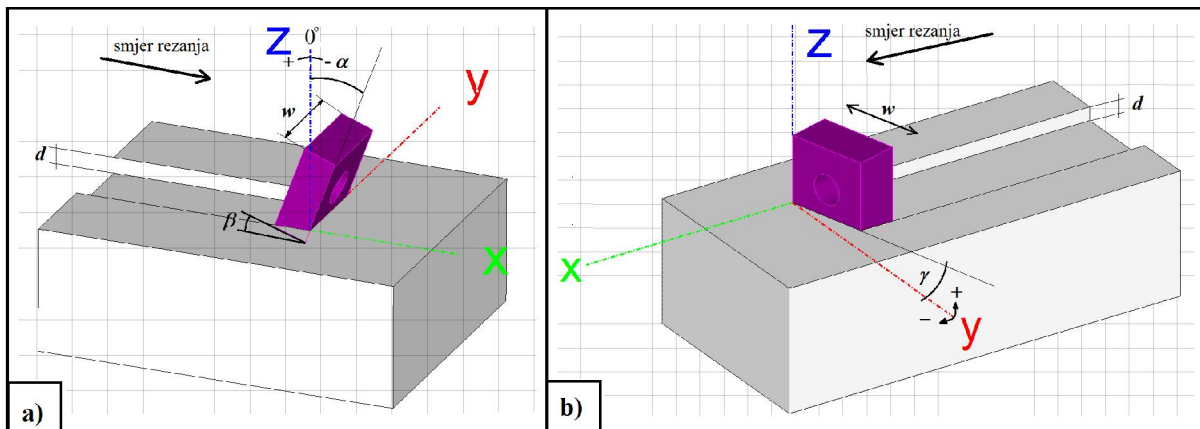 smjer rezanja
Z
0°
+ - α
y
w
d
β
x
a)
smjer rezanja
Z
w
d
x
γ
+
−
y
b)